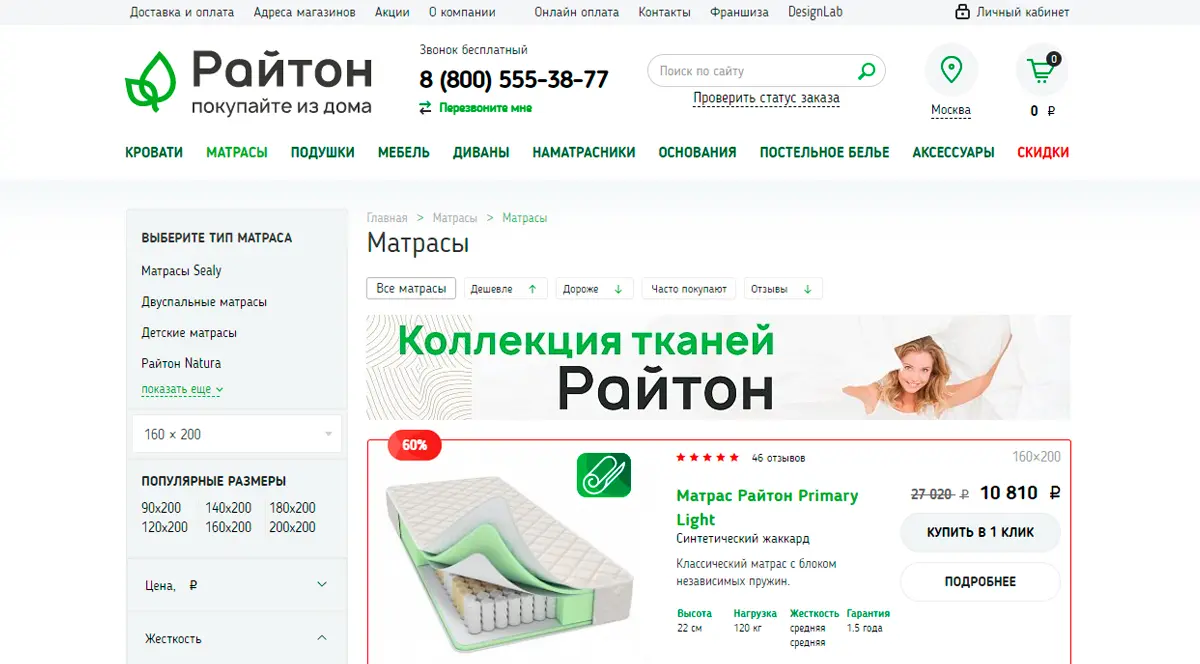 Доставка и оплата Адреса магазинов Акции О компании Онлайн оплата Контакты Франшиза DesignLab Личный кабинет
Райтон
покупайте из дома
Звонок бесплатный
8 (800) 555-38-77
Перезвоните мне
Поиск по сайту
Проверить статус заказа
Москва
0
0 ₽
КРОВАТИ МАТРАСЫ ПОДУШКИ МЕБЕЛЬ ДИВАНЫ НАМАТРАСНИКИ ОСНОВАНИЯ ПОСТЕЛЬНОЕ БЕЛЬЕ АКСЕССУАРЫ СКИДКИ
ВЫБЕРИТЕ ТИП МАТРАСА
Матрасы Sealy
Двуспальные матрасы
Детские матрасы
Райтон Natura
показать еще
160 × 200
ПОПУЛЯРНЫЕ РАЗМЕРЫ
90x200 140x200 180x200
120x200 160x200 200x200
Цена, ₽
Жесткость
Главная > Матрасы > Матрасы
Матрасы
Все матрасы Дешевле ↑ Дороже ↓ Часто покупают Отзывы ↓
Коллекция тканей
Райтон
60%
46 отзывов
160×200
Матрас Райтон Primary
Light
Синтетический жаккард
Классический матрас с блоком
независимых пружин.
27 020 ₽ 10 810 ₽
КУПИТЬ В 1 КЛИК
ПОДРОБНЕЕ
Высота Нагрузка Жесткость Гарантия
22 см 120 кг средняя 1.5 года
средняя